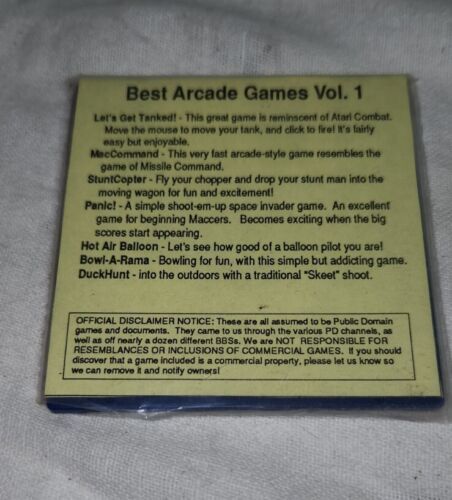 Best Arcade Games Vol. 1
Let's Get Tanked! - This great game is reminscent of Atari Combat.
Move the mouse to move your tank, and click to fire! It's fairly
easy but enjoyable.
MacCommand - This very fast arcade-style game resembles the
game of Missile Command.
StuntCopter - Fly your chopper and drop your stunt man into the
moving wagon for fun and excitement!
Panic! - A simple shoot-em-up space invader game. An excellent
game for beginning Maccers. Becomes exciting when the big
scores start appearing.
Hot Air Balloon - Let's see how good of a balloon pilot you are!
Bowl-A-Rama - Bowling for fun, with this simple but addicting game.
DuckHunt - into the outdoors with a traditional "Skeet" shoot.
OFFICIAL DISCLAIMER NOTICE: These are all assumed to be Public Domain
games and documents. They came to us through the various PD channels, as
well as off nearly a dozen different BBSs. We are NOT RESPONSIBLE FOR
RESEMBLANCES OR INCLUSIONS OF COMMERCIAL GAMES. If you should
discover that a game included is a commercial property, please let us know so
we can remove it and notify owners!